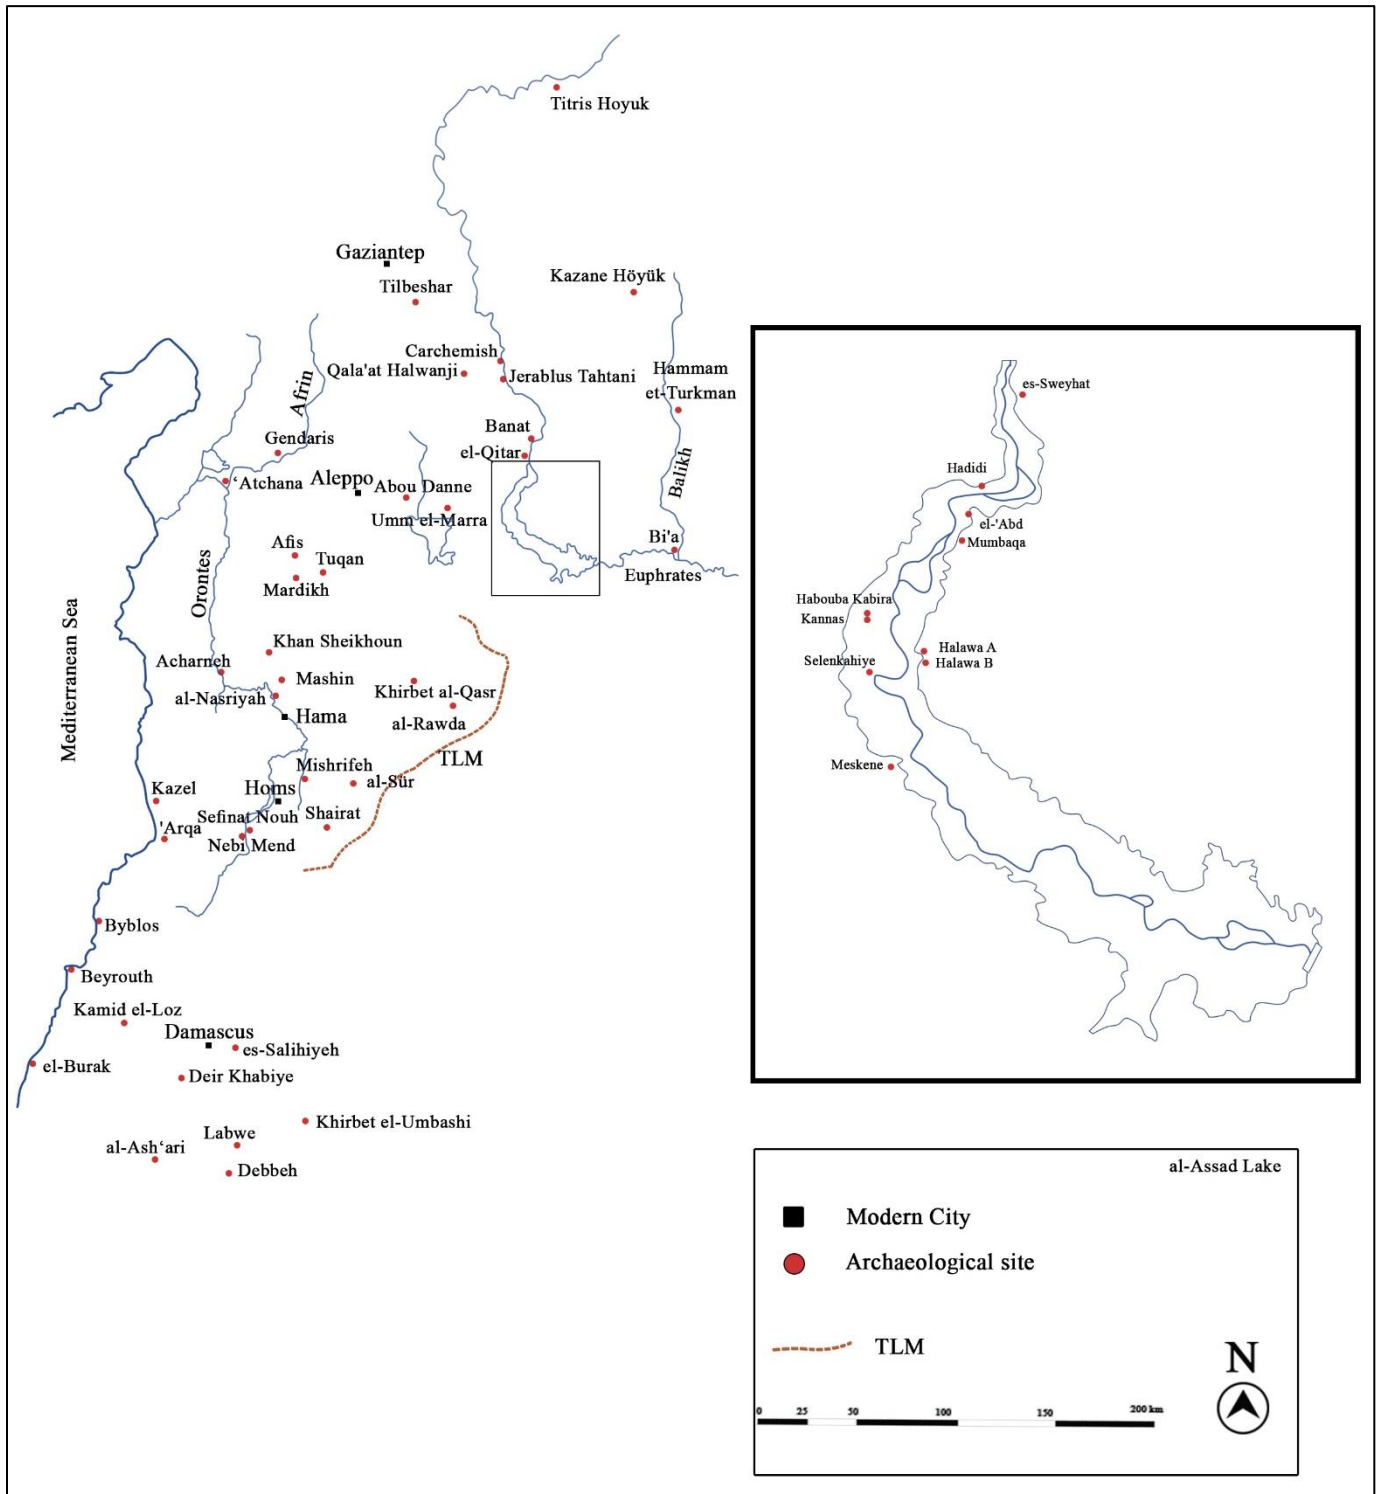 Titris Hoyuk
Gaziantep
Tilbeshar
Kazane Höyük
Carchemish
Qala'at Halwanji
Jerablus Tahtani
Hammam
et-Turkman
Afrin
Banat
el-Qitar
Gendaris
Balikh
'Atchana
Aleppo
Abou Danne
Umm el-Marra
Afis
Tuqan
Mardikh
Bi'a
Euphrates
Orontes
Mediterranean Sea
Khan Sheikhoun
Acharneh
Mashin
al-Nasriyah
Khirbet al-Qasr
Hama
al-Rawda
TLM
Mishrifeh
al-Sūr
Kazel
Homs
Sefinat Nouh
Shairat
'Arqa
Nebi Mend
Byblos
Beyrouth
Kamid el-Loz
Damascus
es-Salihiyeh
el-Burak
Deir Khabiye
Khirbet el-Umbashi
Labwe
al-Ash‘ari
Debbeh
es-Sweyhat
Hadidi
el-'Abd
Mumbaqa
Habouba Kabira
Kannas
Halawa A
Halawa B
Selenkahiye
Meskene
al-Assad Lake
Modern City
Archaeological site
TLM
N
0 25 50 100 150 200 km